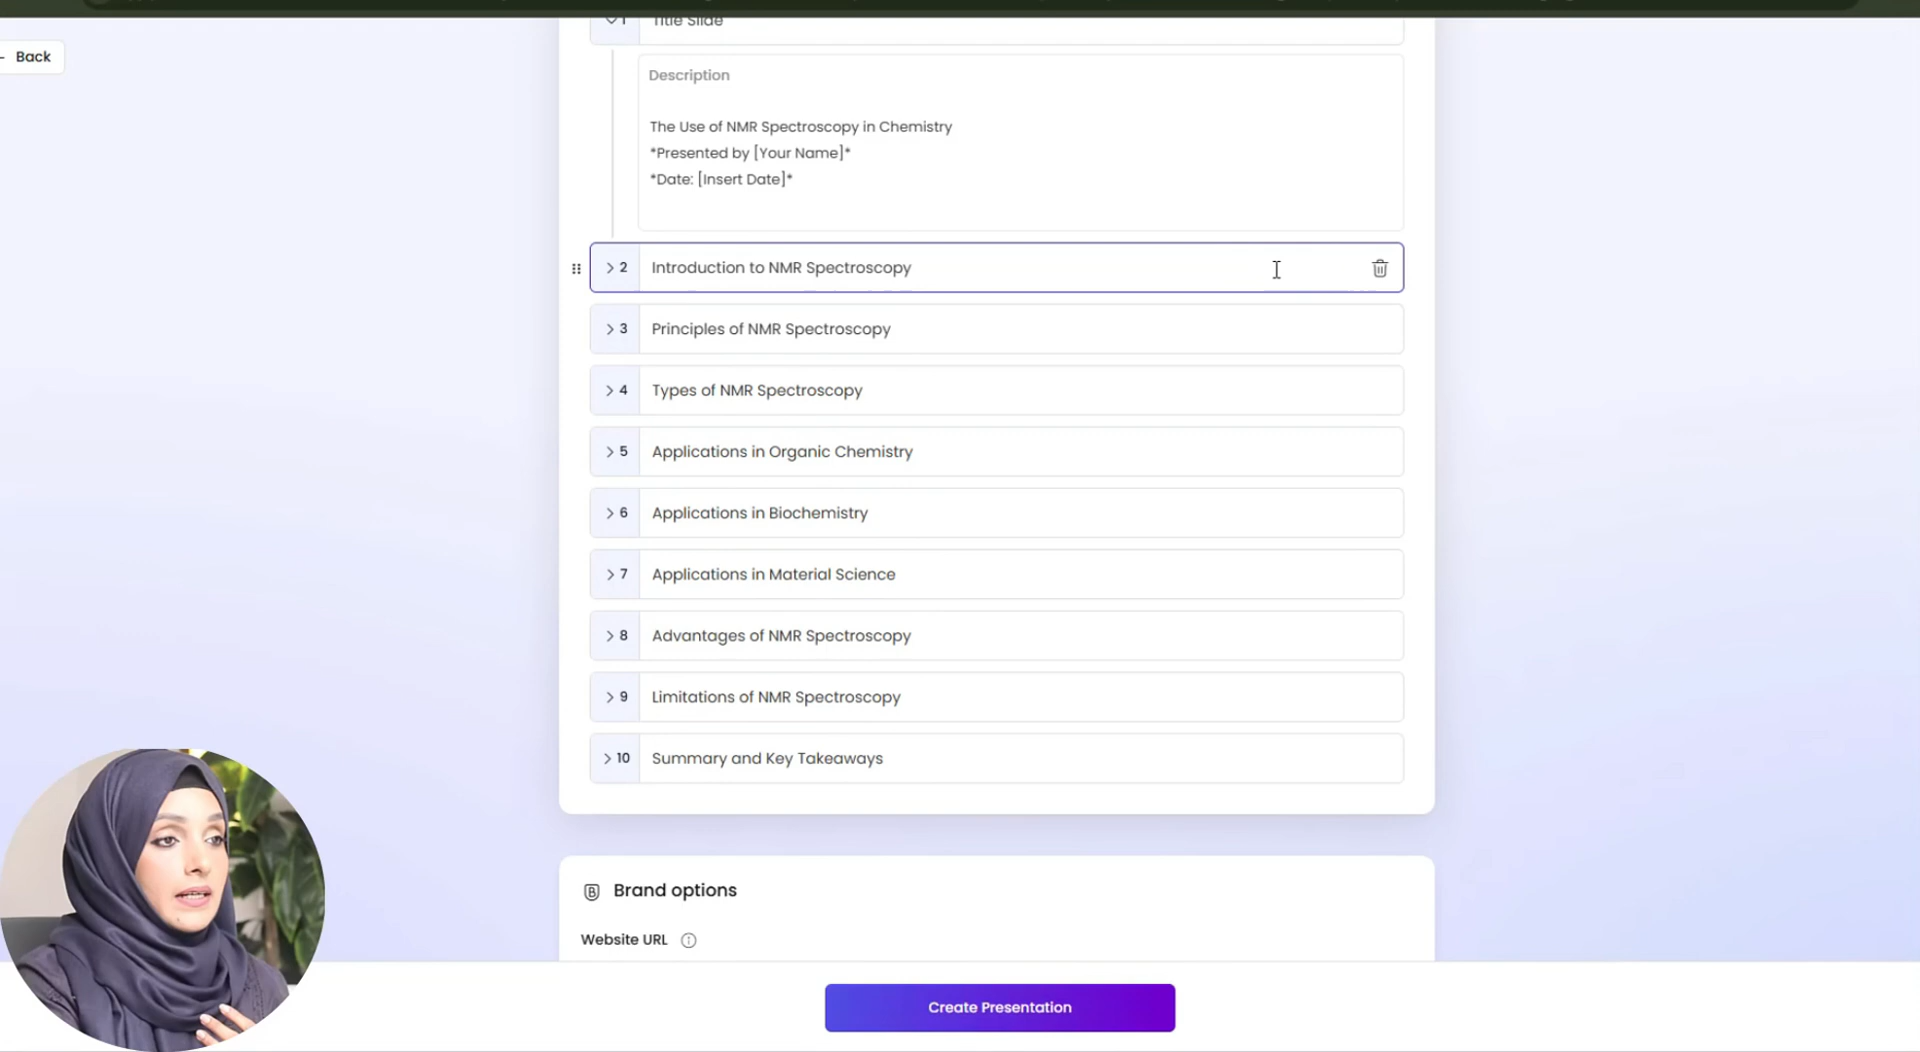 1 Title Slide
Back
Description
The Use of NMR Spectroscopy in Chemistry
*Presented by [Your Name]*
*Date: [Insert Date]*
2 Introduction to NMR Spectroscopy
3 Principles of NMR Spectroscopy
4 Types of NMR Spectroscopy
5 Applications in Organic Chemistry
6 Applications in Biochemistry
7 Applications in Material Science
8 Advantages of NMR Spectroscopy
9 Limitations of NMR Spectroscopy
10 Summary and Key Takeaways
Brand options
Website URL
Create Presentation